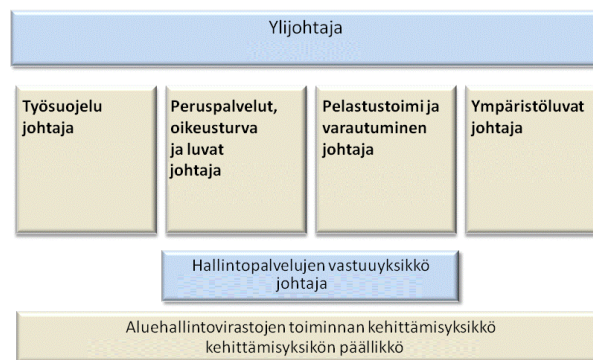 Ylijohtaja
Työsuojelu
johtaja
Peruspalvelut,
oikeusturva
ja luvat
johtaja
Pelastustoimi ja
varautuminen
johtaja
Ympäristöluvat
johtaja
Hallintopalvelujen vastuuyksikkö
johtaja
Aluehallintovirastojen toiminnan kehittämisyksikkö
kehittämisyksikön päällikkö